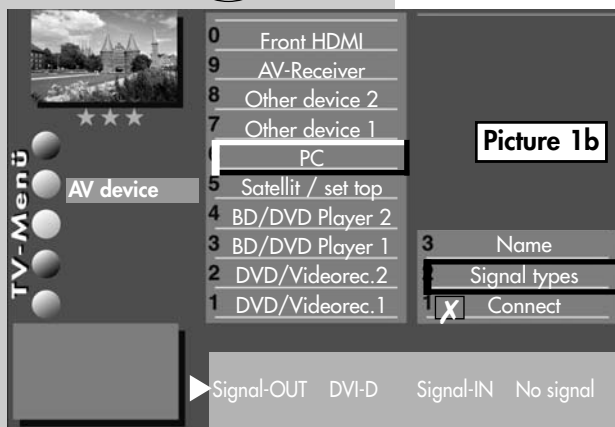 TV-Menü
AV device
0 Front HDMI
9 AV-Receiver
8 Other device 2
7 Other device 1
PC
5 Satellit / set top
4 BD/DVD Player 2
3 BD/DVD Player 1
2 DVD/Videorec.2
1 DVD/Videorec.1
Picture 1b
3 Name
Signal types
1 X Connect
Signal-OUT DVI-D Signal-IN No signal